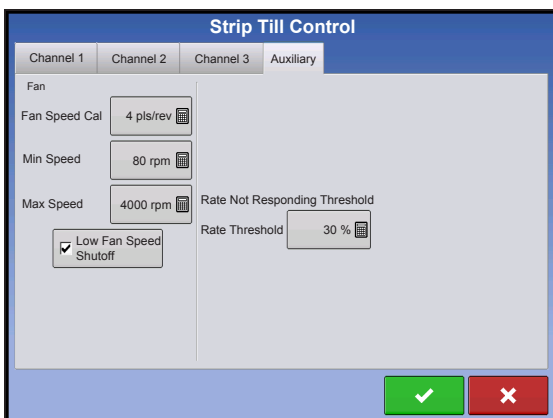 Strip Till Control
Channel 1
Channel 2
Channel 3
Auxiliary
Fan
Fan Speed Cal
4 pls/rev
Min Speed
80 rpm
Max Speed
4000 rpm
Low Fan Speed
Shutoff
Rate Not Responding Threshold
Rate Threshold
30 %